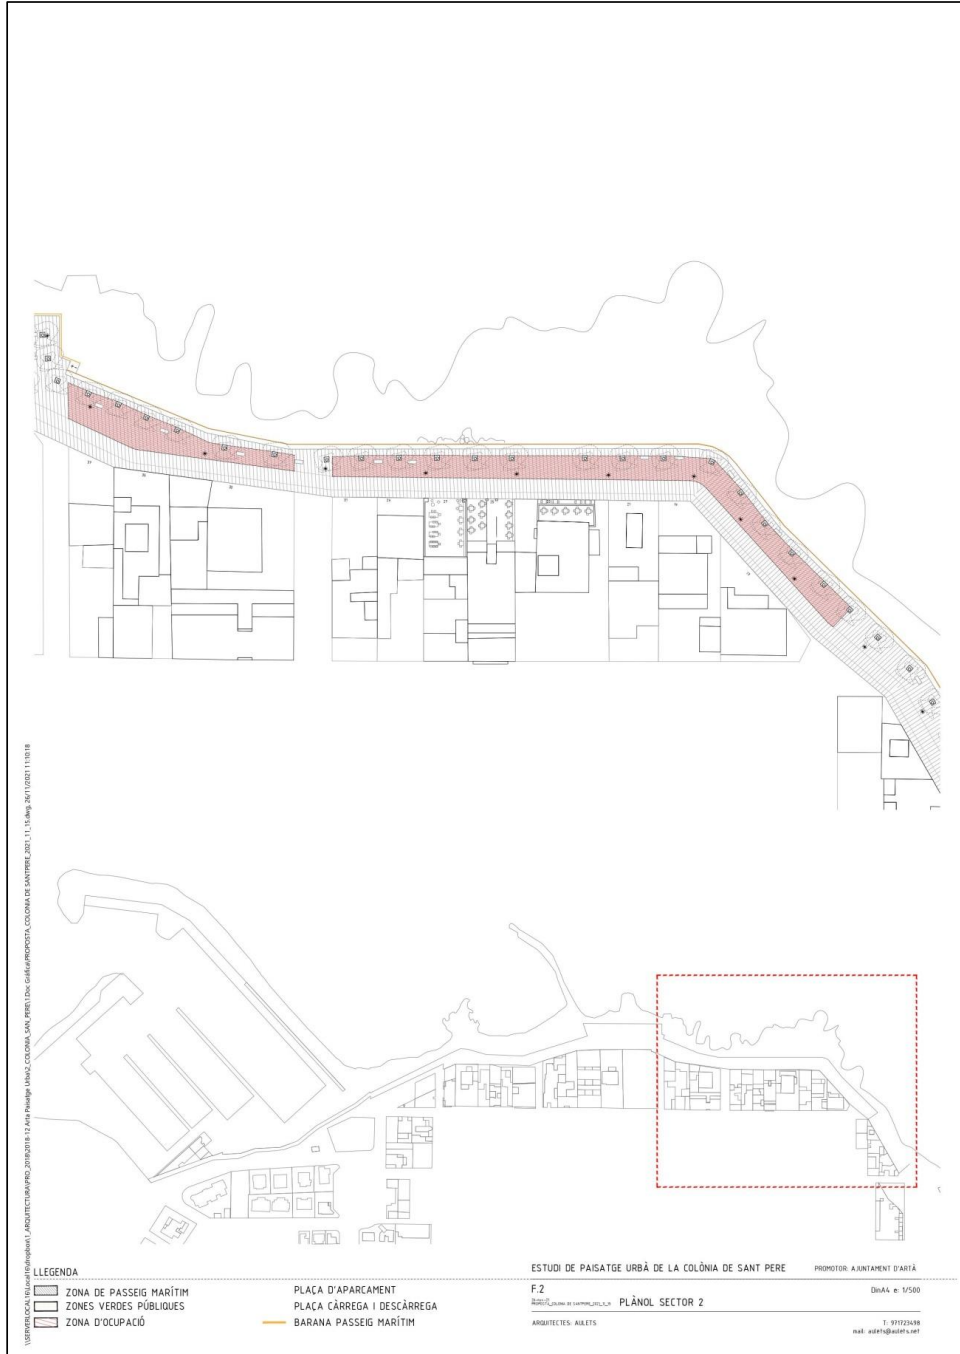 LLEGENDA
ZONA DE PASSEIG MARÍTIM
ZONES VERDES PÚBLIQUES
ZONA D'OCUPACIÓ
PLAÇA D'APARCAMENT
PLAÇA CÀRREGA I DESCÀRREGA
BARANA PASSEIG MARÍTIM
ESTUDI DE PAISATGE URBÀ DE LA COLÒNIA DE SANT PERE
PROMOTOR: AJUNTAMENT D'ARTÀ
F.2
PLÀNOL SECTOR 2
DinA4 e: 1/500
ARQUITECTES: AULETS
T: 971723498
mail: aulets@aulets.net